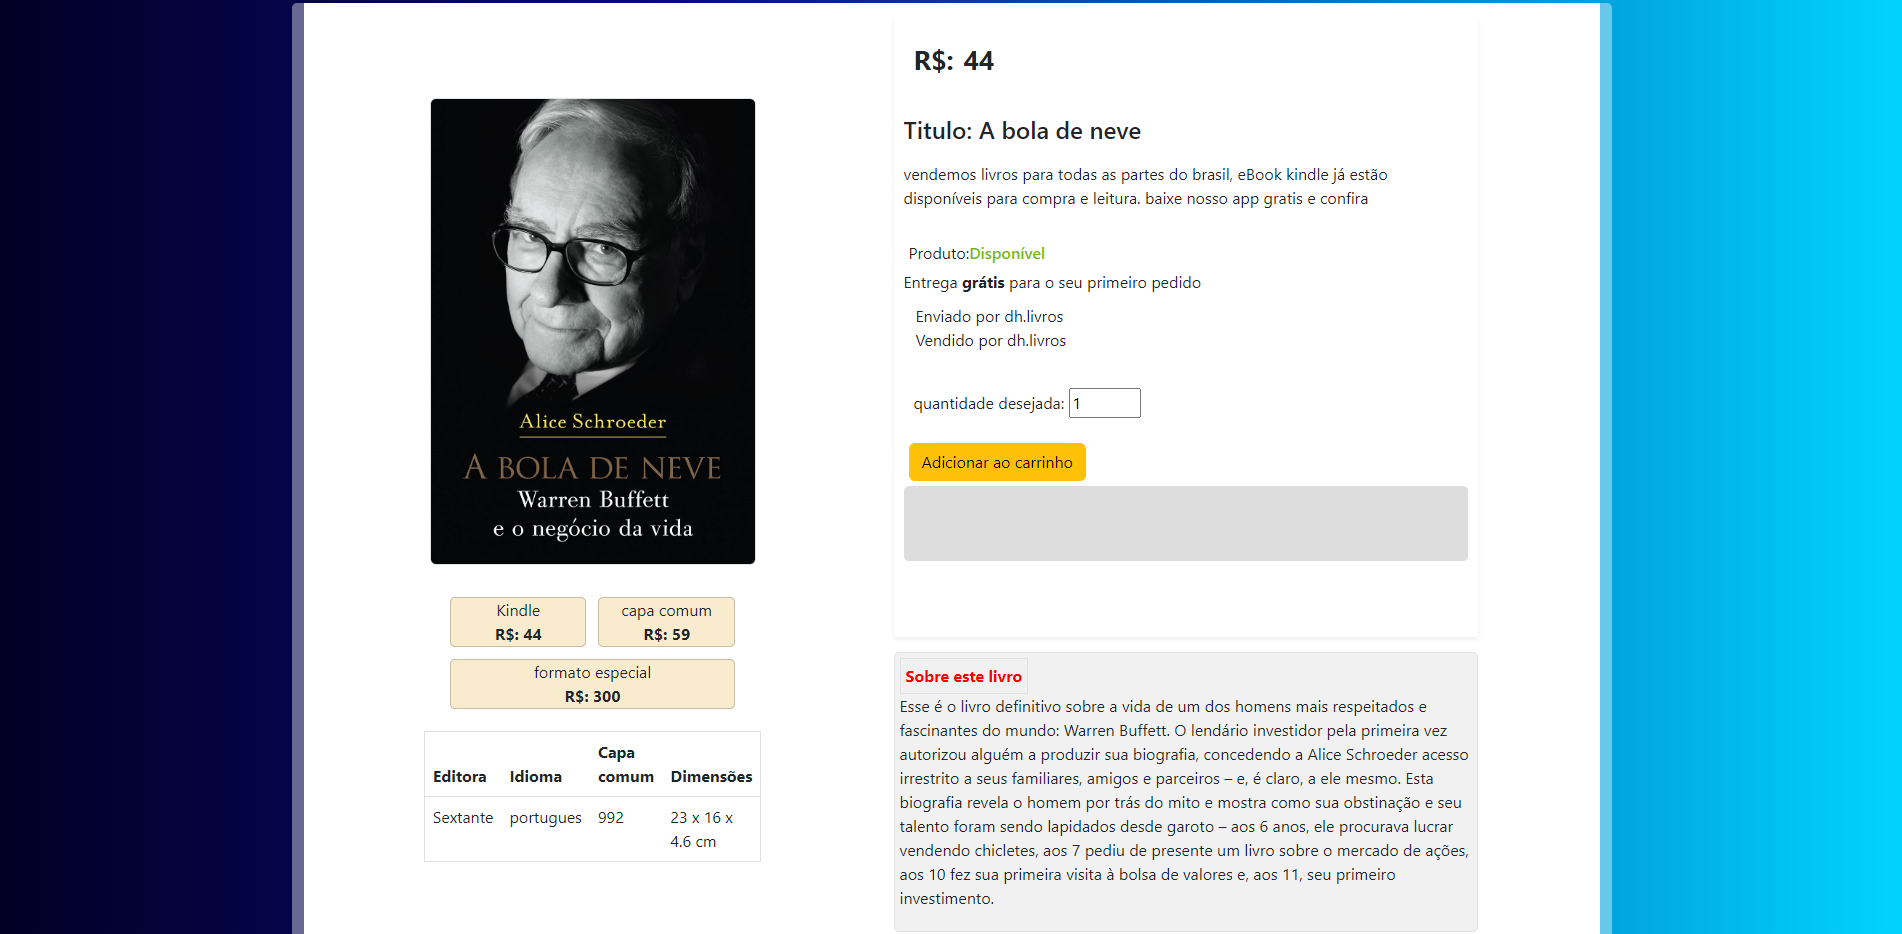 Alice Schroeder
A BOLA DE NEVE
Warren Buffett
e o negócio da vida
Kindle
R$: 44
capa comum
R$: 59
formato especial
R$: 300
Editora Idioma Capa comum Dimensões
Sextante portugues 992 23 x 16 x 4.6 cm
R$: 44
Titulo: A bola de neve
vendemos livros para todas as partes do brasil, eBook kindle já estão
disponíveis para compra e leitura. baixe nosso app gratis e confira
Produto:Disponível
Entrega grátis para o seu primeiro pedido
Enviado por dh.livros
Vendido por dh.livros
quantidade desejada: 1
Adicionar ao carrinho
Sobre este livro
Esse é o livro definitivo sobre a vida de um dos homens mais respeitados e
fascinantes do mundo: Warren Buffett. O lendário investidor pela primeira vez
autorizou alguém a produzir sua biografia, concedendo a Alice Schroeder acesso
irrestrito a seus familiares, amigos e parceiros – e, é claro, a ele mesmo. Esta
biografia revela o homem por trás do mito e mostra como sua obstinação e seu
talento foram sendo lapidados desde garoto – aos 6 anos, ele procurava lucrar
vendendo chicletes, aos 7 pediu de presente um livro sobre o mercado de ações,
aos 10 fez sua primeira visita à bolsa de valores e, aos 11, seu primeiro
investimento.